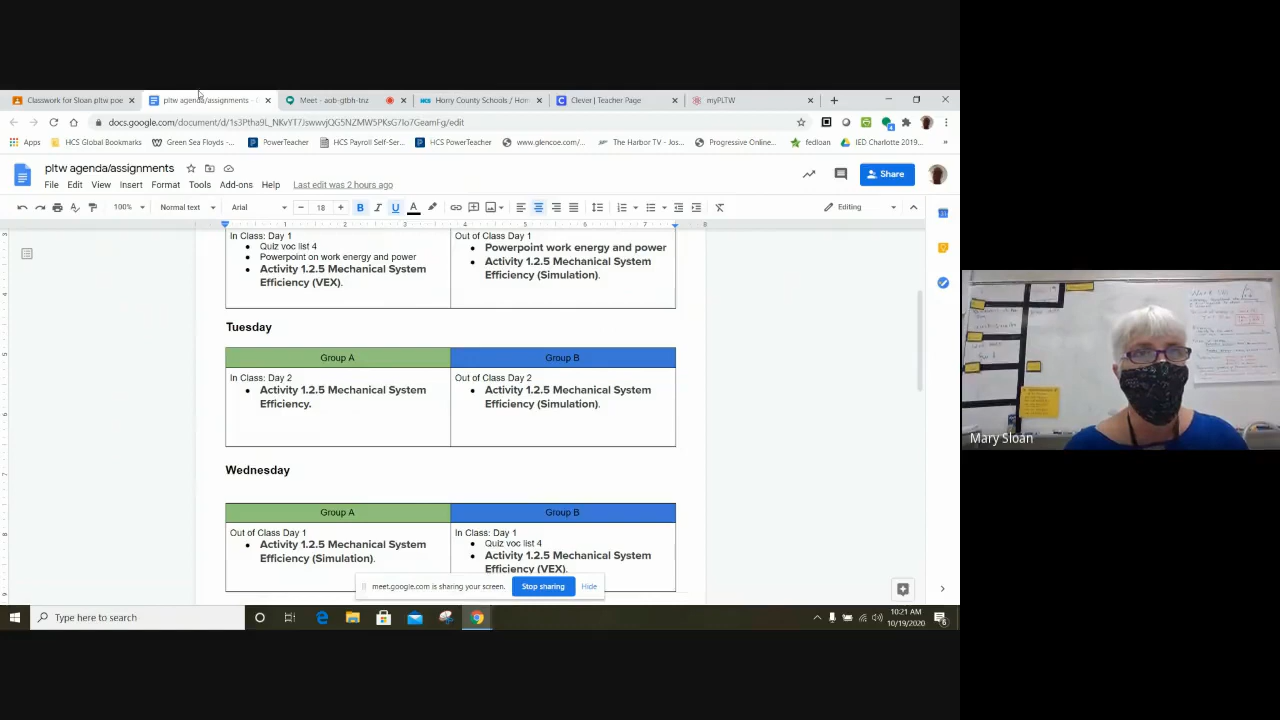 Classwork for Sloan pltw poe
pltw agenda/assignments -
Meet - aob-gtbh-tnz
Horry County Schools / Hom
Clever | Teacher Page
myPLTW
docs.google.com/document/d/1s3Ptha9L_NKvYT7JswwvjQG5NZMW5PKsG7lo7GeamFg/edit
Apps
HCS Global Bookmarks
Green Sea Floyds -...
PowerTeacher
HCS Payroll Self-Ser...
HCS PowerTeacher
www.glencoe.com/...
The Harbor TV - Jos...
Progressive Online...
fedloan
IED Charlotte 2019...
pltw agenda/assignments
File Edit View Insert Format Tools Add-ons Help Last edit was 2 hours ago
Share
100% Normal text Arial 18 B I U A Editing
In Class: Day 1
Quiz voc list 4
Powerpoint on work energy and power
Activity 1.2.5 Mechanical System
Efficiency (VEX).
Out of Class Day 1
Powerpoint work energy and power
Activity 1.2.5 Mechanical System
Efficiency (Simulation).
Tuesday
Group A
Group B
In Class: Day 2
Activity 1.2.5 Mechanical System
Efficiency.
Out of Class Day 2
Activity 1.2.5 Mechanical System
Efficiency (Simulation).
Wednesday
Group A
Group B
Out of Class Day 1
Activity 1.2.5 Mechanical System
Efficiency (Simulation).
In Class: Day 1
Quiz voc list 4
Activity 1.2.5 Mechanical System
Efficiency (VEX).
meet.google.com is sharing your screen.
Stop sharing
Hide
Type here to search
10:21 AM
10/19/2020
Mary Sloan